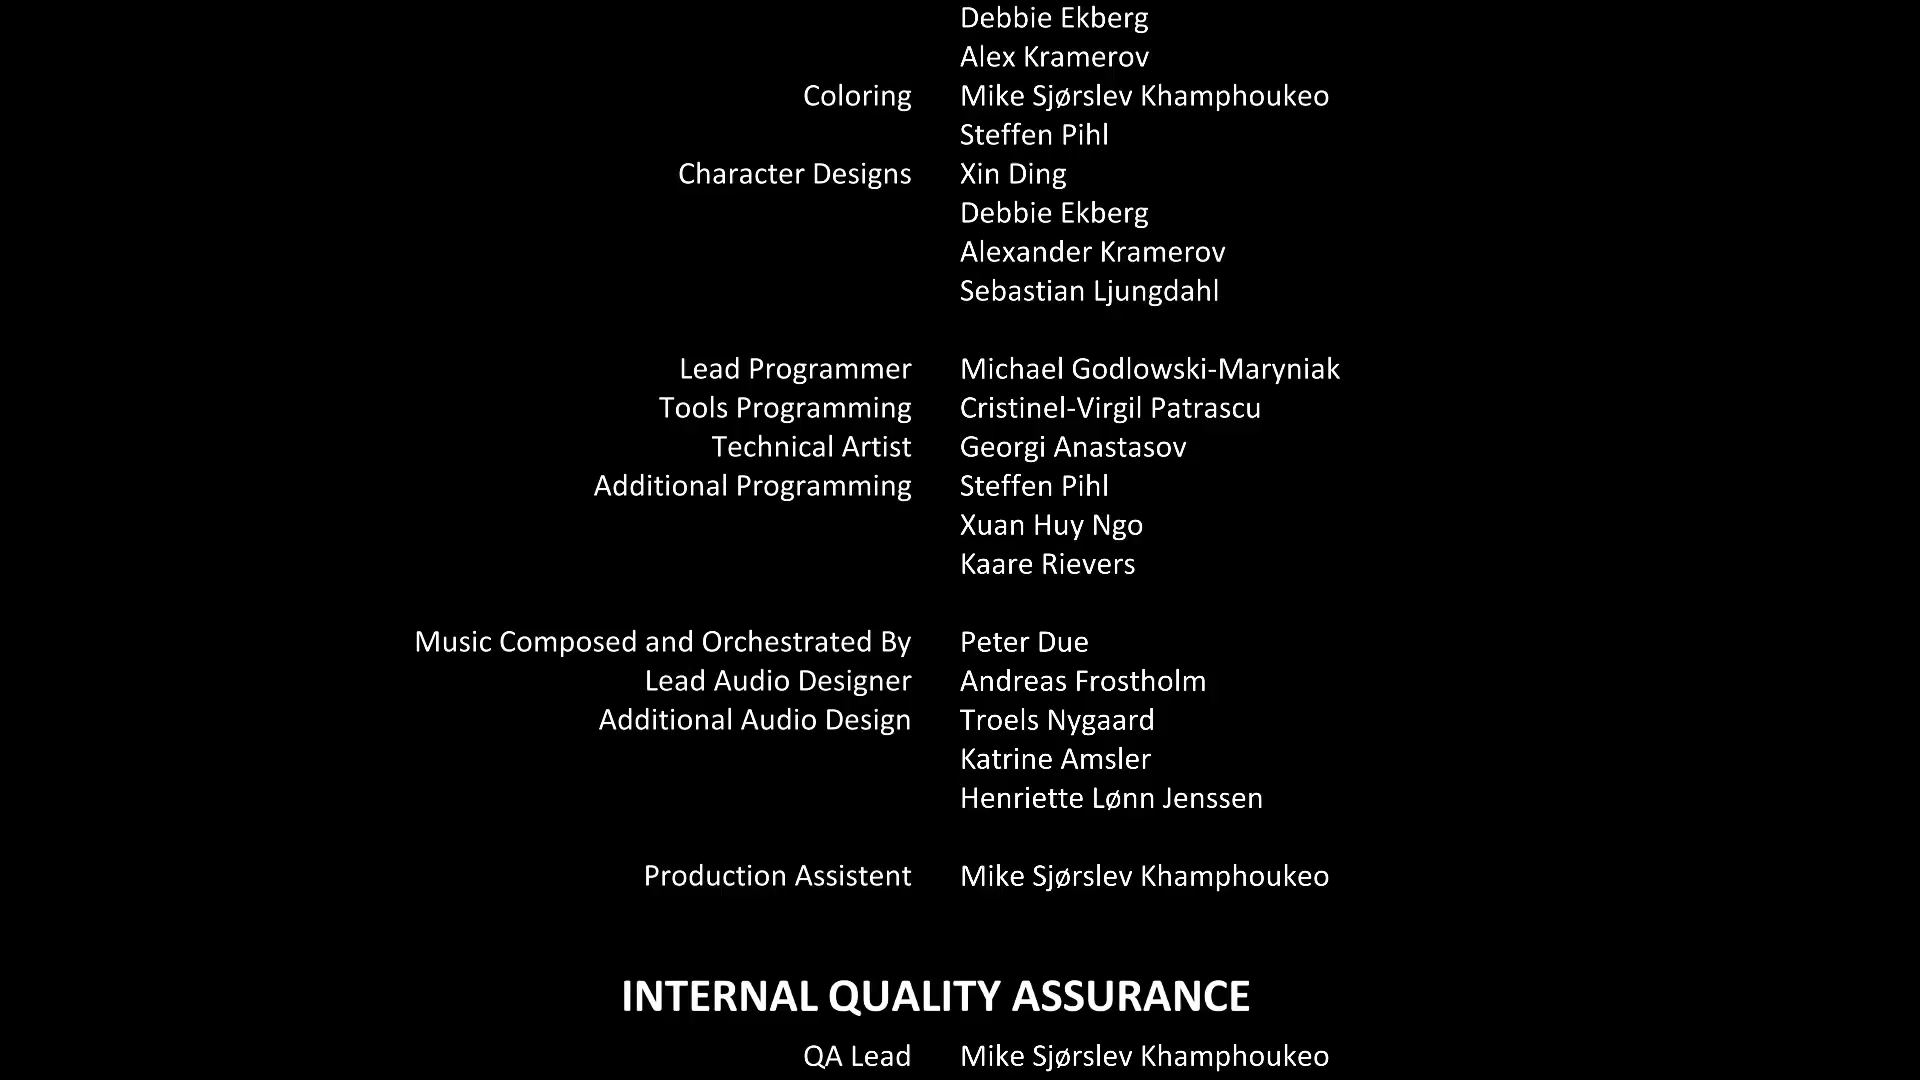 Debbie Ekberg
Alex Kramerov
Coloring Mike Sjørslev Khamphoukeo
Steffen Pihl
Character Designs Xin Ding
Debbie Ekberg
Alexander Kramerov
Sebastian Ljungdahl
Lead Programmer Michael Godlowski-Maryniak
Tools Programming Cristinel-Virgil Patrascu
Technical Artist Georgi Anastasov
Additional Programming Steffen Pihl
Xuan Huy Ngo
Kaare Rievers
Music Composed and Orchestrated By Peter Due
Lead Audio Designer Andreas Frostholm
Additional Audio Design Troels Nygaard
Katrine Amsler
Henriette Lønn Jenssen
Production Assistent Mike Sjørslev Khamphoukeo
INTERNAL QUALITY ASSURANCE
QA Lead Mike Sjørslev Khamphoukeo